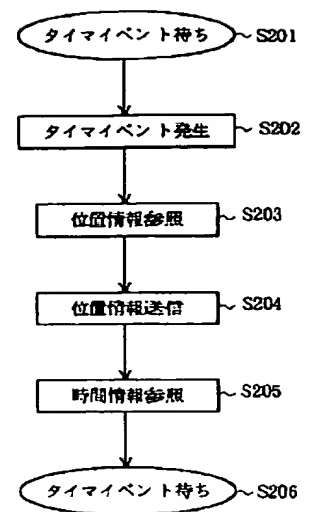 タイマイベント待ち ～S201
タイマイベント発生 ～S202
位置情報参照 ～S203
位置情報送信 ～S204
時間情報参照 ～S205
タイマイベント待ち ～S206